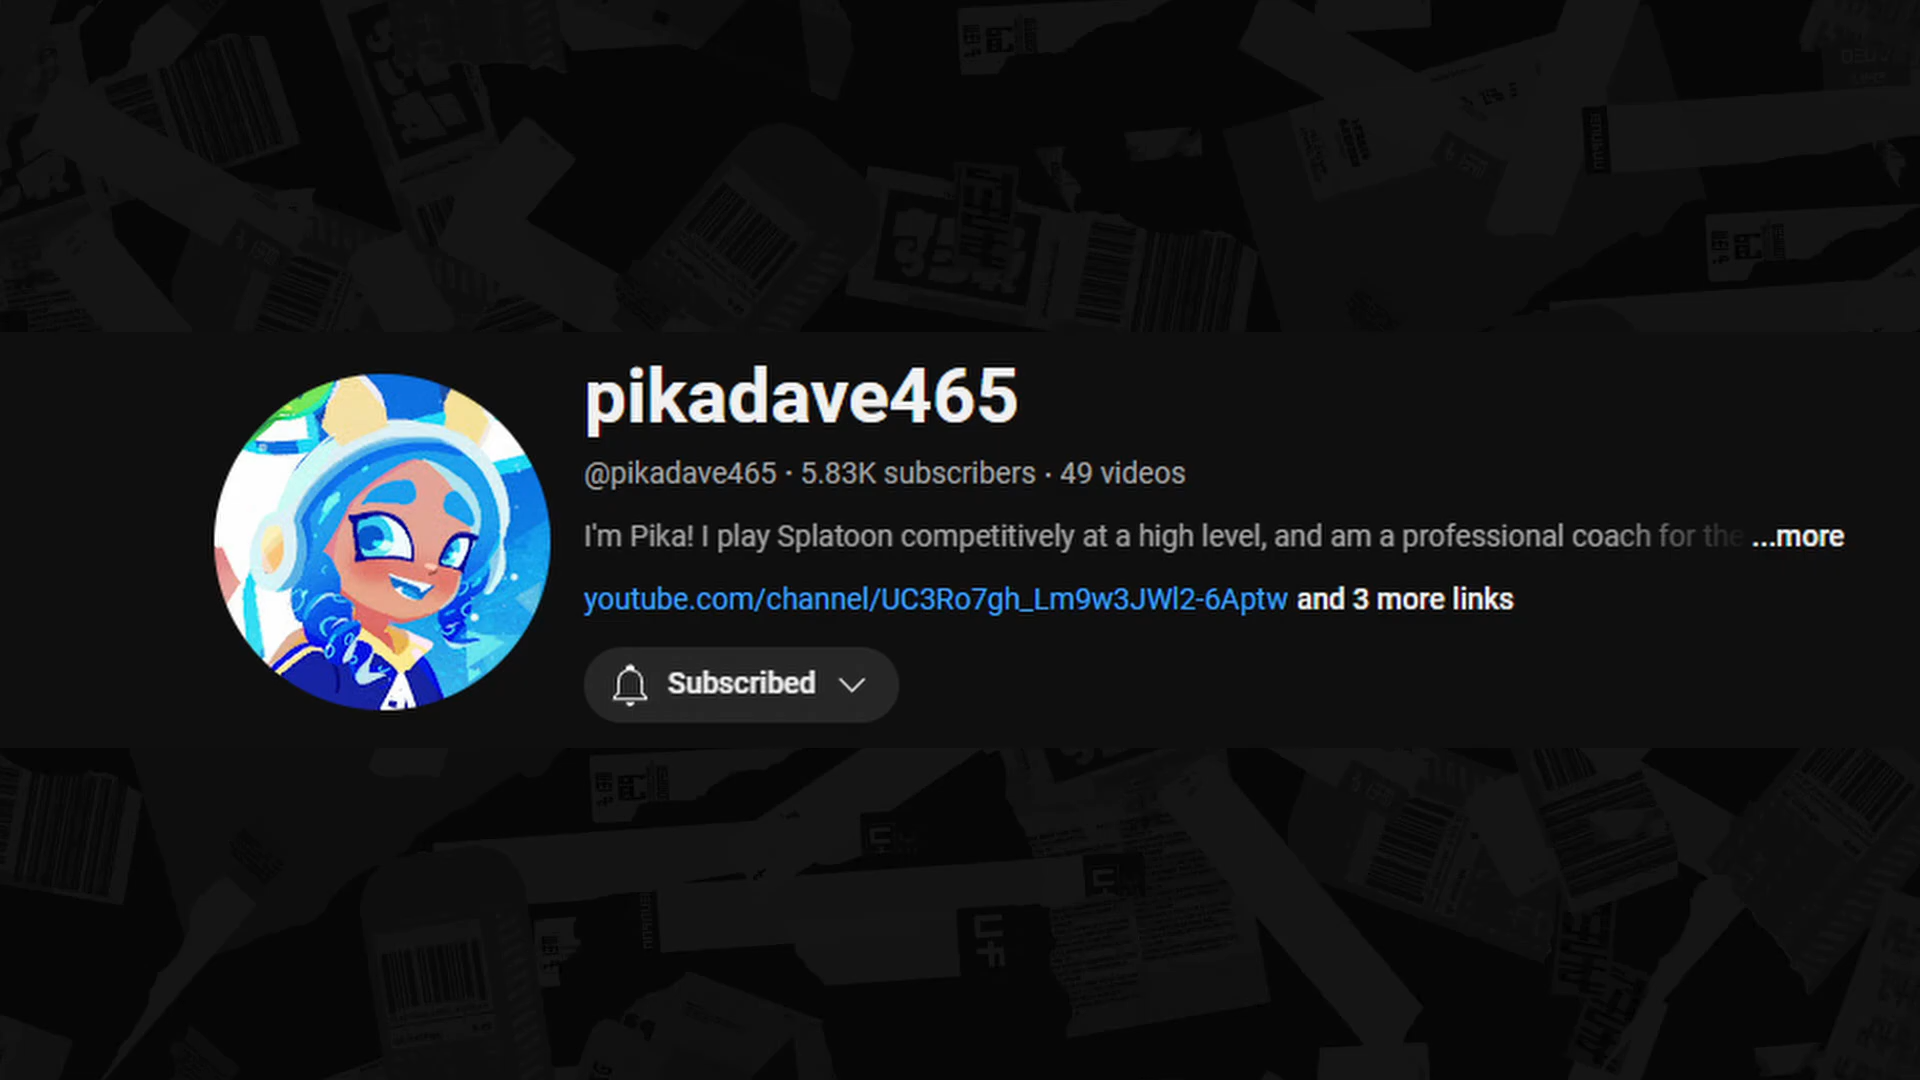 pikadave465
@pikadave465 · 5.83K subscribers · 49 videos
I'm Pika! I play Splatoon competitively at a high level, and am a professional coach for the ...more
youtube.com/channel/UC3Ro7gh_Lm9w3JWl2-6Aptw and 3 more links
Subscribed